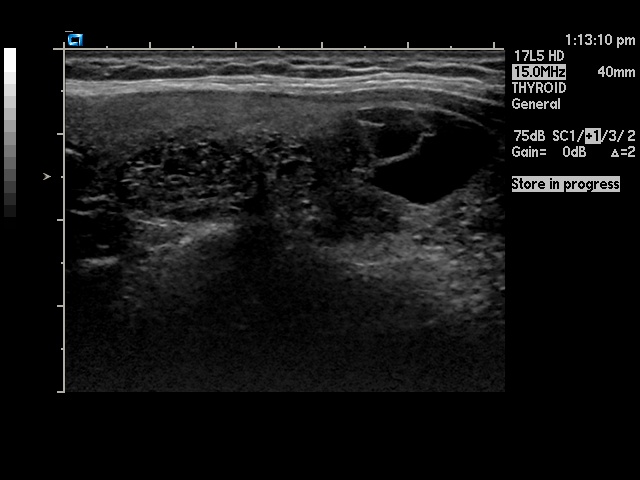 1:13:10 pm
17L5 HD
15.0MHz 40mm
THYROID
General
75dB SC1/+1/3/2
Gain= 0dB Δ=2
Store in progress